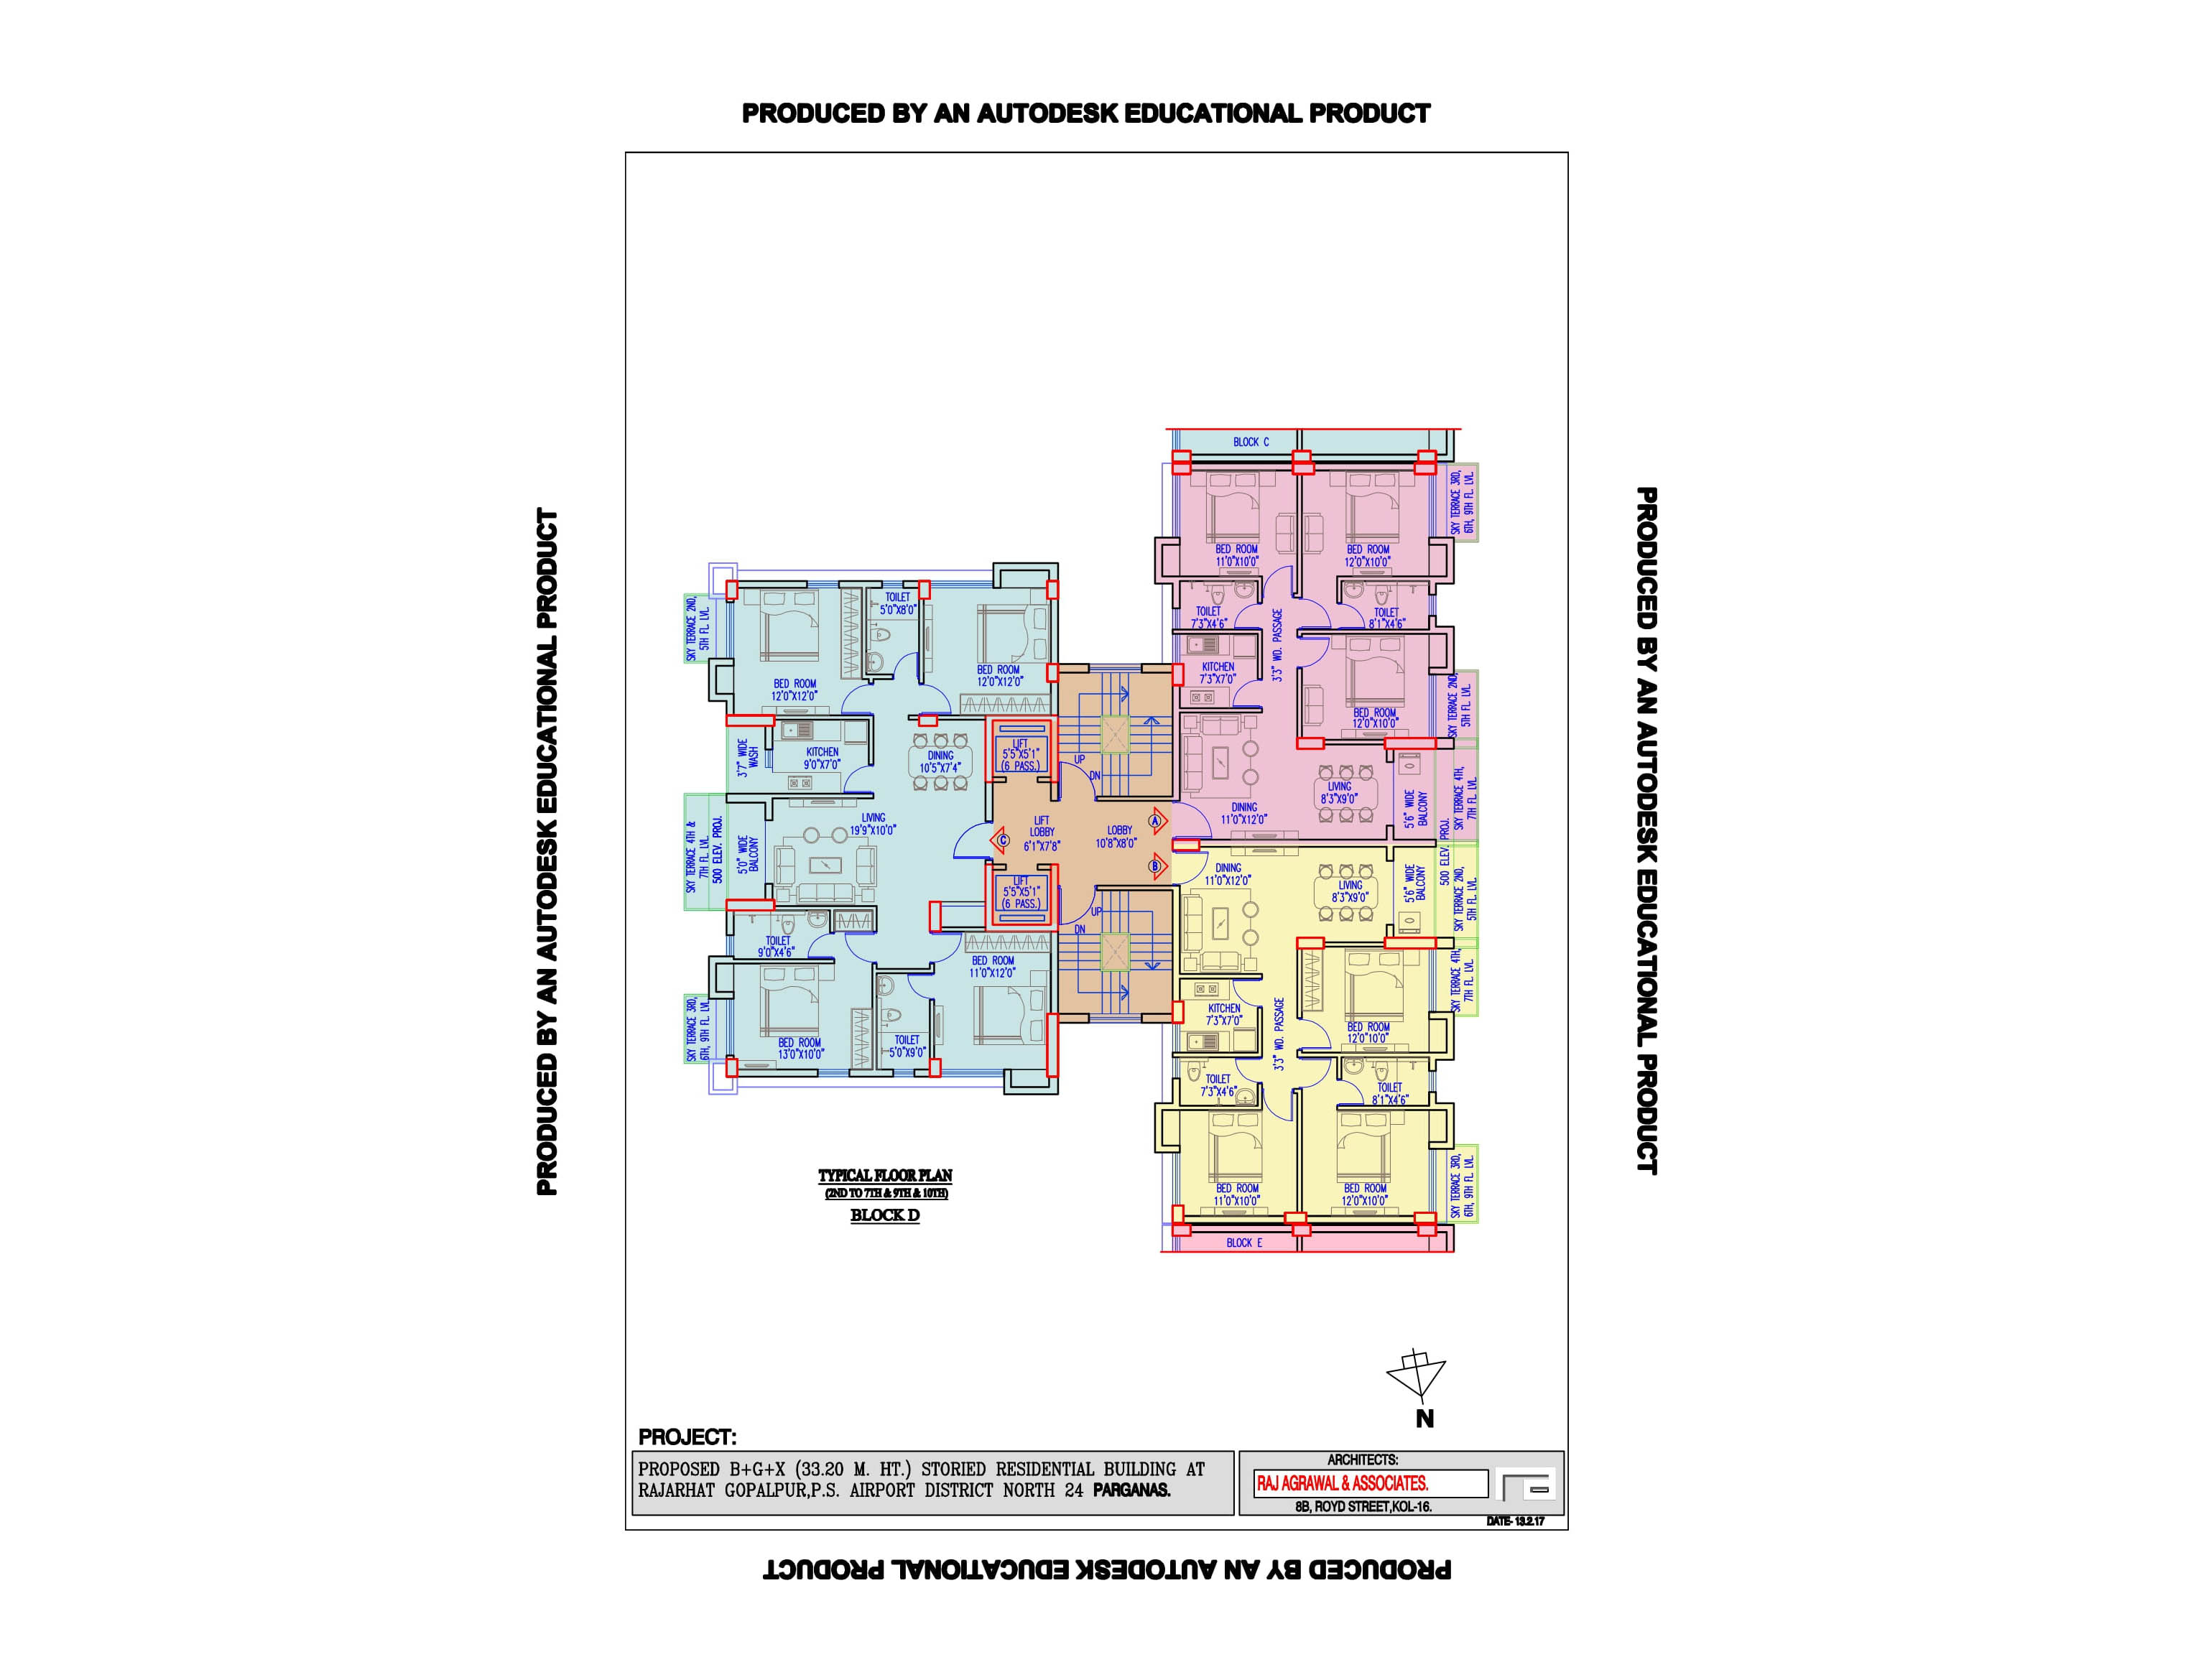 PRODUCED BY AN AUTODESK EDUCATIONAL PRODUCT
PRODUCED BY AN AUTODESK EDUCATIONAL PRODUCT
PRODUCED BY AN AUTODESK EDUCATIONAL PRODUCT
BLOCK C
SKY TERRACE 3RD,
6TH, 9TH FL. LVL.
BED ROOM
11'0"X10'0"
BED ROOM
12'0"X10'0"
TOILET
7'3"X4'6"
TOILET
8'1"X4'6"
3'3" WD. PASSAGE
KITCHEN
7'3"X7'0"
BED ROOM
12'0"X10'0"
SKY TERRACE 2ND,
5TH FL. LVL.
LIVING
8'3"X9'0"
DINING
11'0"X12'0"
5'6" WIDE
BALCONY
SKY TERRACE 4TH,
7TH FL. LVL.
500 ELEV. PROJ.
SKY TERRACE 2ND,
5TH FL. LVL.
BED ROOM
12'0"X12'0"
TOILET
5'0"X8'0"
BED ROOM
12'0"X12'0"
3'7" WIDE
WASH
KITCHEN
9'0"X7'0"
DINING
10'5"X7'4"
LIFT
5'5"X5'1"
(6 PASS.)
UP
DN
SKY TERRACE 4TH &
7TH FL. LVL.
500 ELEV. PROJ.
5'0" WIDE
BALCONY
LIVING
19'9"X10'0"
C
LIFT
LOBBY
6'1"X7'8"
LOBBY
10'8"X8'0"
A
B
LIFT
5'5"X5'1"
(6 PASS.)
UP
DN
TOILET
9'0"X4'6"
BED ROOM
11'0"X12'0"
SKY TERRACE 3RD,
6TH, 9TH FL. LVL.
BED ROOM
13'0"X10'0"
TOILET
5'0"X9'0"
DINING
11'0"X12'0"
LIVING
8'3"X9'0"
5'6" WIDE
BALCONY
SKY TERRACE 2ND,
5TH FL. LVL.
KITCHEN
7'3"X7'0"
3'3" WD. PASSAGE
BED ROOM
12'0"10'0"
SKY TERRACE 4TH,
7TH FL. LVL.
TOILET
7'3"X4'6"
TOILET
8'1"X4'6"
BED ROOM
11'0"X10'0"
BED ROOM
12'0"X10'0"
SKY TERRACE 3RD,
6TH, 9TH FL. LVL.
BLOCK E
TYPICAL FLOOR PLAN
(2ND TO 7TH & 9TH & 10TH)
BLOCK D
N
PROJECT:
PROPOSED B+G+X (33.20 M. HT.) STORIED RESIDENTIAL BUILDING AT
RAJARHAT GOPALPUR,P.S. AIRPORT DISTRICT NORTH 24 PARGANAS.
ARCHITECTS:
RAJ AGRAWAL & ASSOCIATES.
8B, ROYD STREET,KOL-16.
DATE- 13.2.17
PRODUCED BY AN AUTODESK EDUCATIONAL PRODUCT